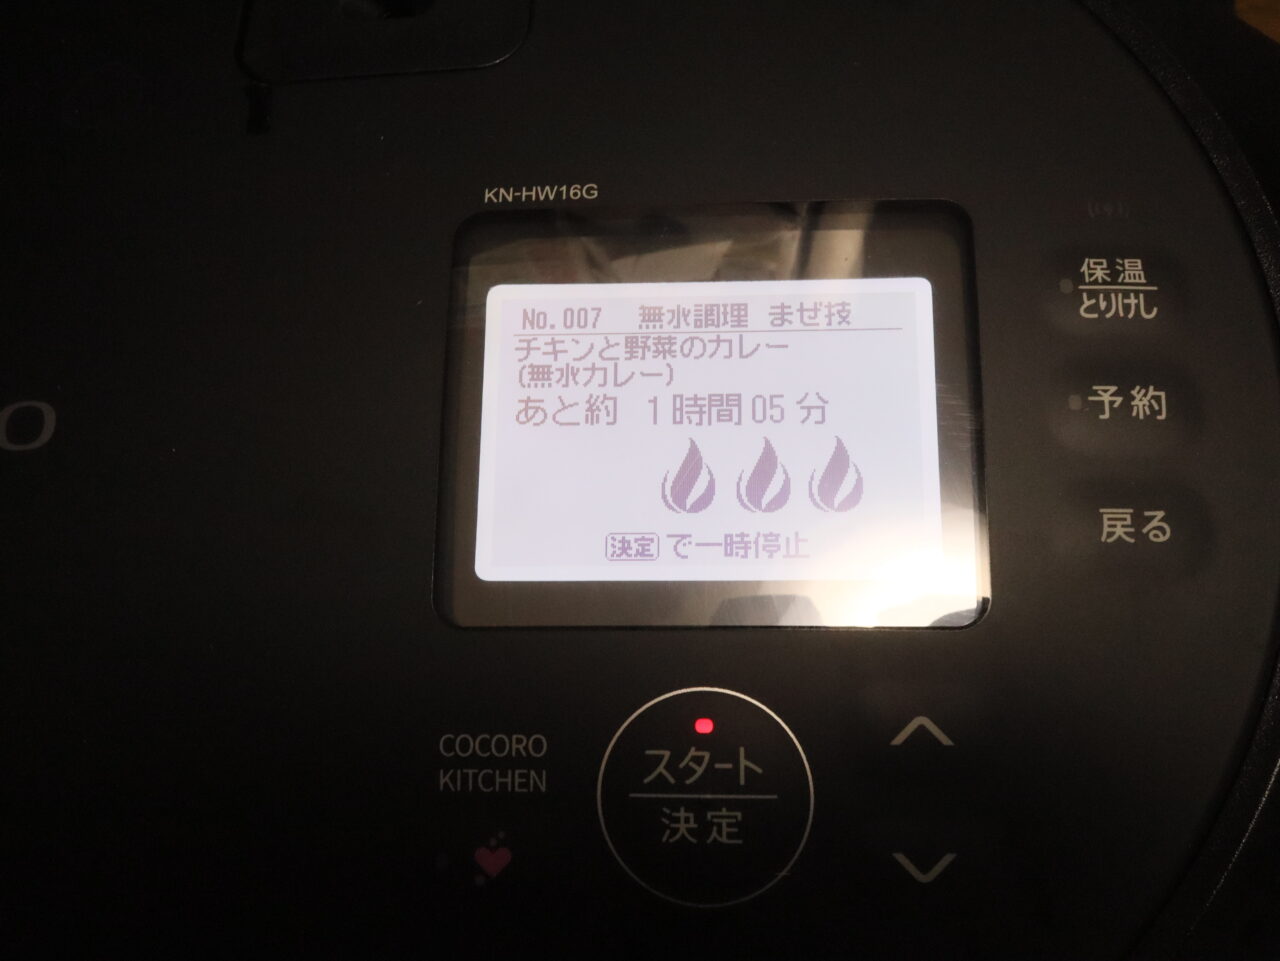 KN-HW16G
No.007 無水調理 まぜ技
チキンと野菜のカレー
(無水カレー)
あと約 1時間05分
決定で一時停止
保温
とりけし
予約
戻る
O
COCORO
KITCHEN
スタート
決定